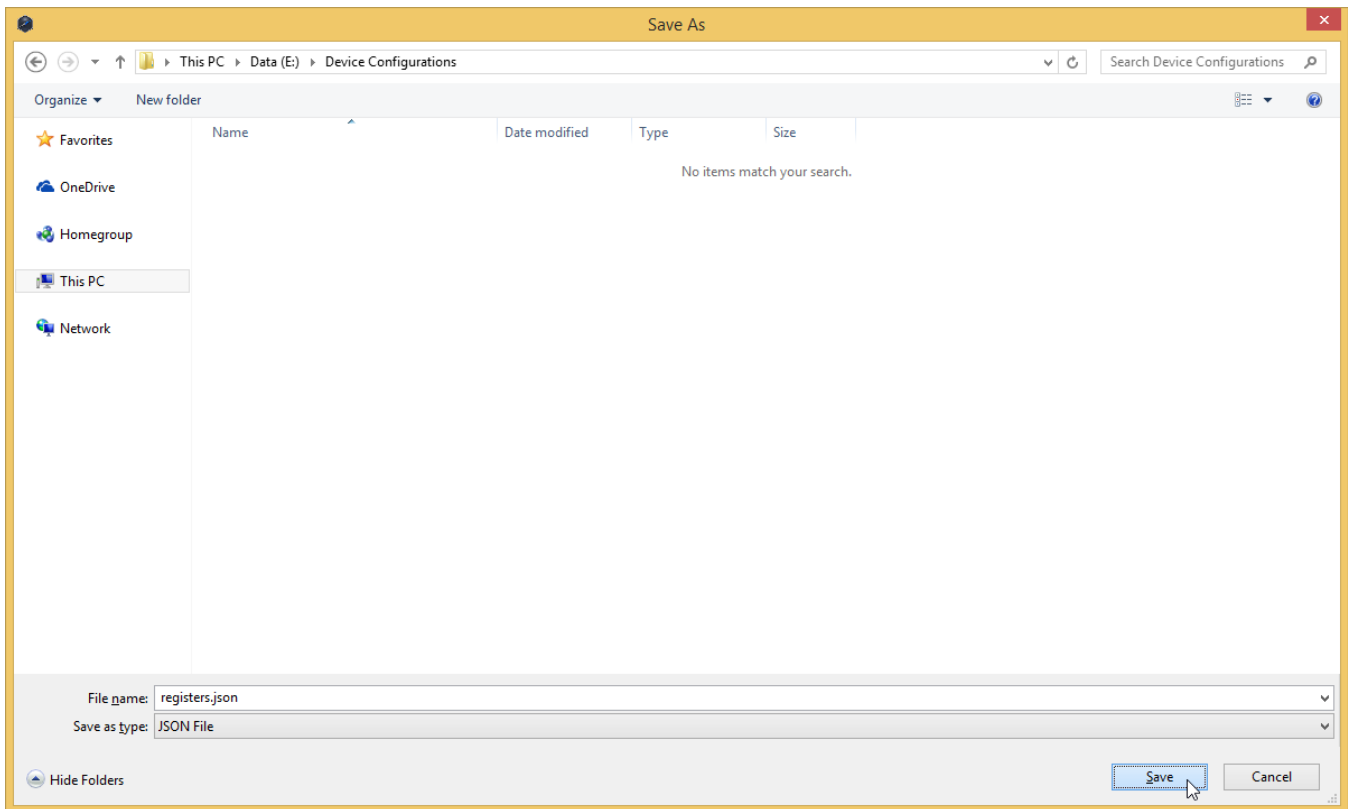 Save As
This PC Data (E:) Device Configurations Search Device Configurations
Organize New folder
Favorites
OneDrive
Homegroup
This PC
Network
Name Date modified Type Size
No items match your search.
File name: registers.json
Save as type: JSON File
Hide Folders Save Cancel